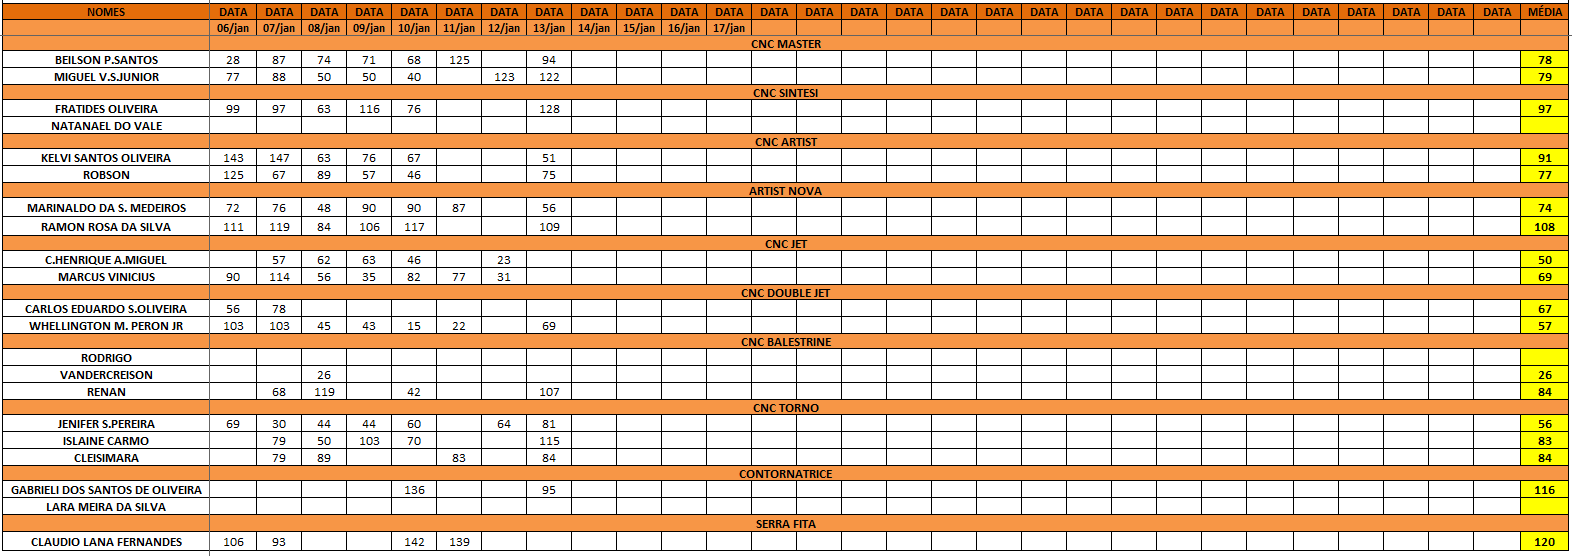 NOMES DATA DATA DATA DATA DATA DATA DATA DATA DATA DATA DATA DATA DATA DATA DATA DATA DATA DATA DATA DATA DATA DATA DATA DATA DATA DATA DATA DATA DATA MÉDIA
06/jan 07/jan 08/jan 09/jan 10/jan 11/jan 12/jan 13/jan 14/jan 15/jan 16/jan 17/jan
CNC MASTER
BEILSON P.SANTOS 28 87 74 71 68 125 94 78
MIGUEL V.S.JUNIOR 77 88 50 50 40 123 122 79
CNC SINTESI
FRATIDES OLIVEIRA 99 97 63 116 76 128 97
NATANAEL DO VALE
CNC ARTIST
KELVI SANTOS OLIVEIRA 143 147 63 76 67 51 91
ROBSON 125 67 89 57 46 75 77
ARTIST NOVA
MARINALDO DA S. MEDEIROS 72 76 48 90 90 87 56 74
RAMON ROSA DA SILVA 111 119 84 106 117 109 108
CNC JET
C.HENRIQUE A.MIGUEL 57 62 63 46 23 50
MARCUS VINICIUS 90 114 56 35 82 77 31 69
CNC DOUBLE JET
CARLOS EDUARDO S.OLIVEIRA 56 78 67
WHELLINGTON M. PERON JR 103 103 45 43 15 22 69 57
CNC BALESTRINE
RODRIGO
VANDERCREISON 26 26
RENAN 68 119 42 107 84
CNC TORNO
JENIFER S.PEREIRA 69 30 44 44 60 64 81 56
ISLAINE CARMO 79 50 103 70 115 83
CLEISIMARA 79 89 83 84 84
CONTORNATRICE
GABRIELI DOS SANTOS DE OLIVEIRA 136 95 116
LARA MEIRA DA SILVA
SERRA FITA
CLAUDIO LANA FERNANDES 106 93 142 139 120